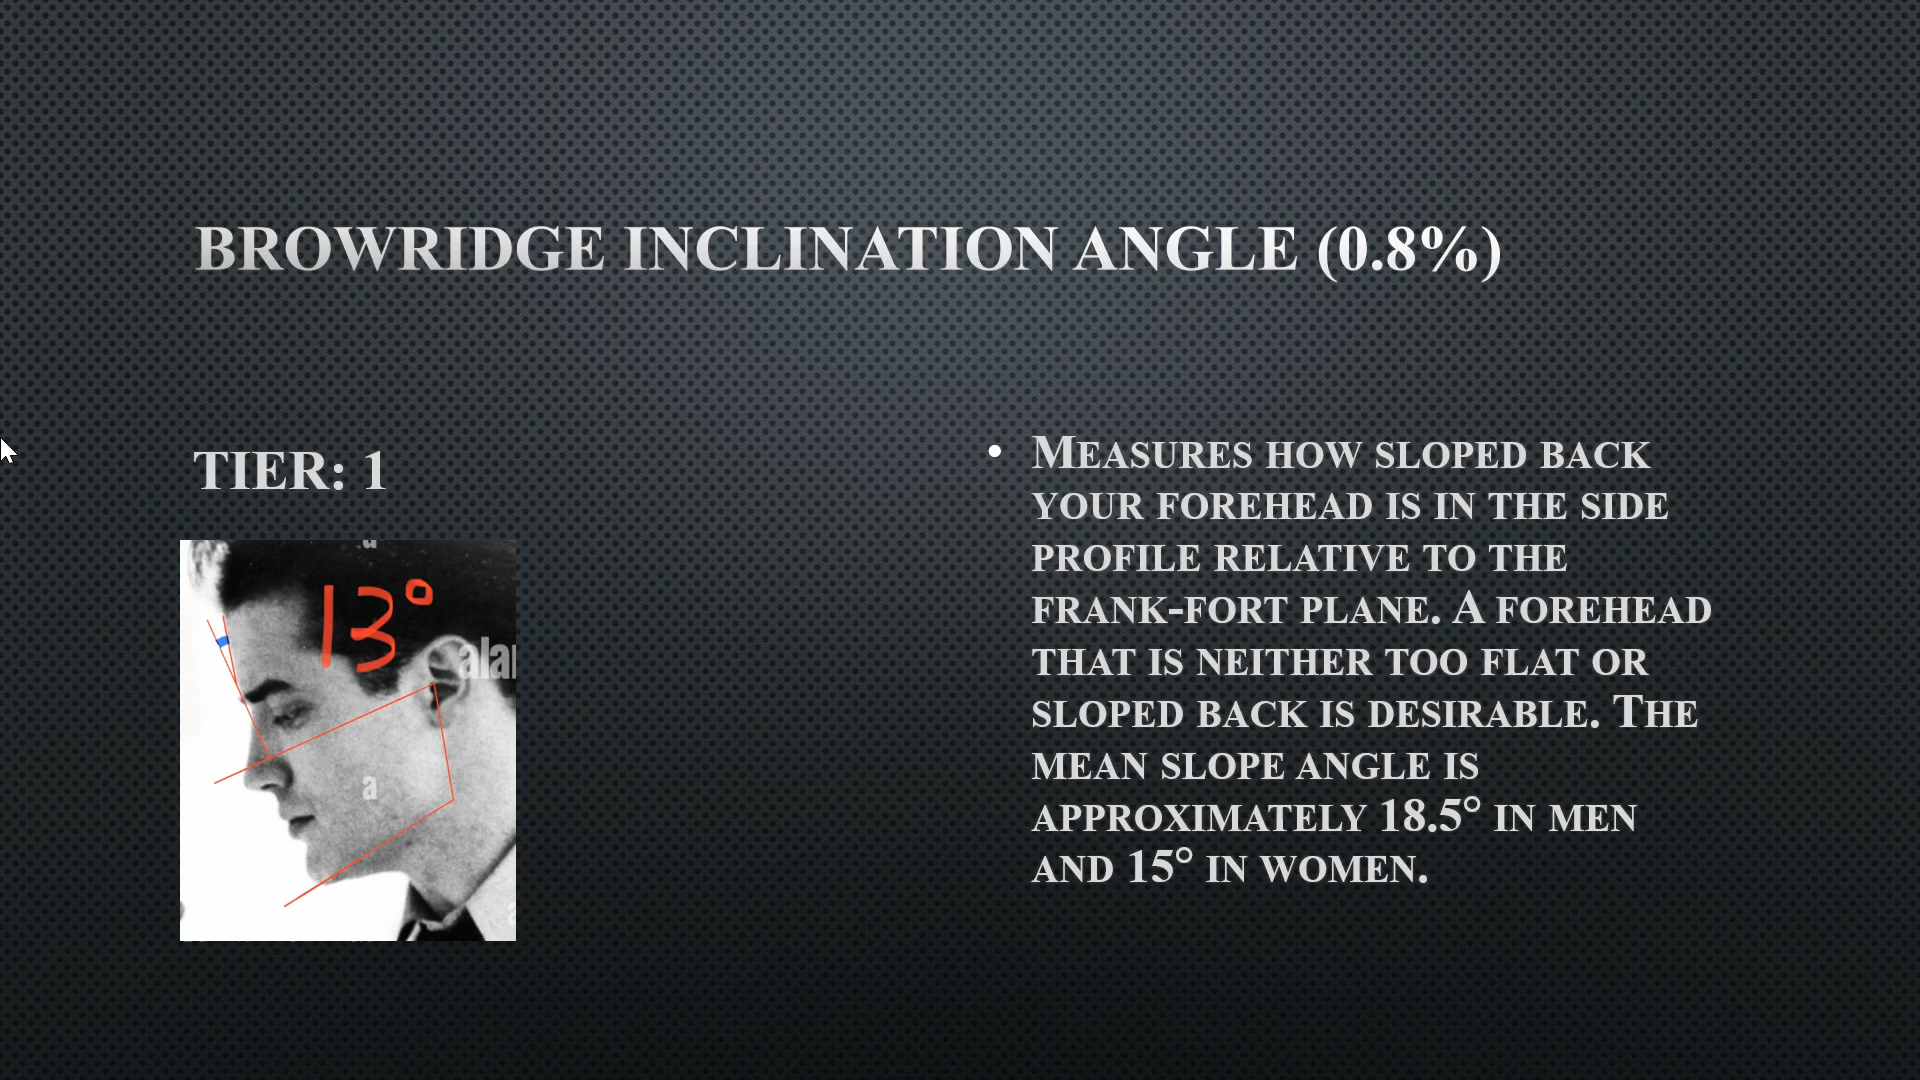 BROWRIDGE INCLINATION ANGLE (0.8%)
TIER: 1
13°
a
alar
a
• MEASURES HOW SLOPED BACK
YOUR FOREHEAD IS IN THE SIDE
PROFILE RELATIVE TO THE
FRANK-FORT PLANE. A FOREHEAD
THAT IS NEITHER TOO FLAT OR
SLOPED BACK IS DESIRABLE. THE
MEAN SLOPE ANGLE IS
APPROXIMATELY 18.5° IN MEN
AND 15° IN WOMEN.